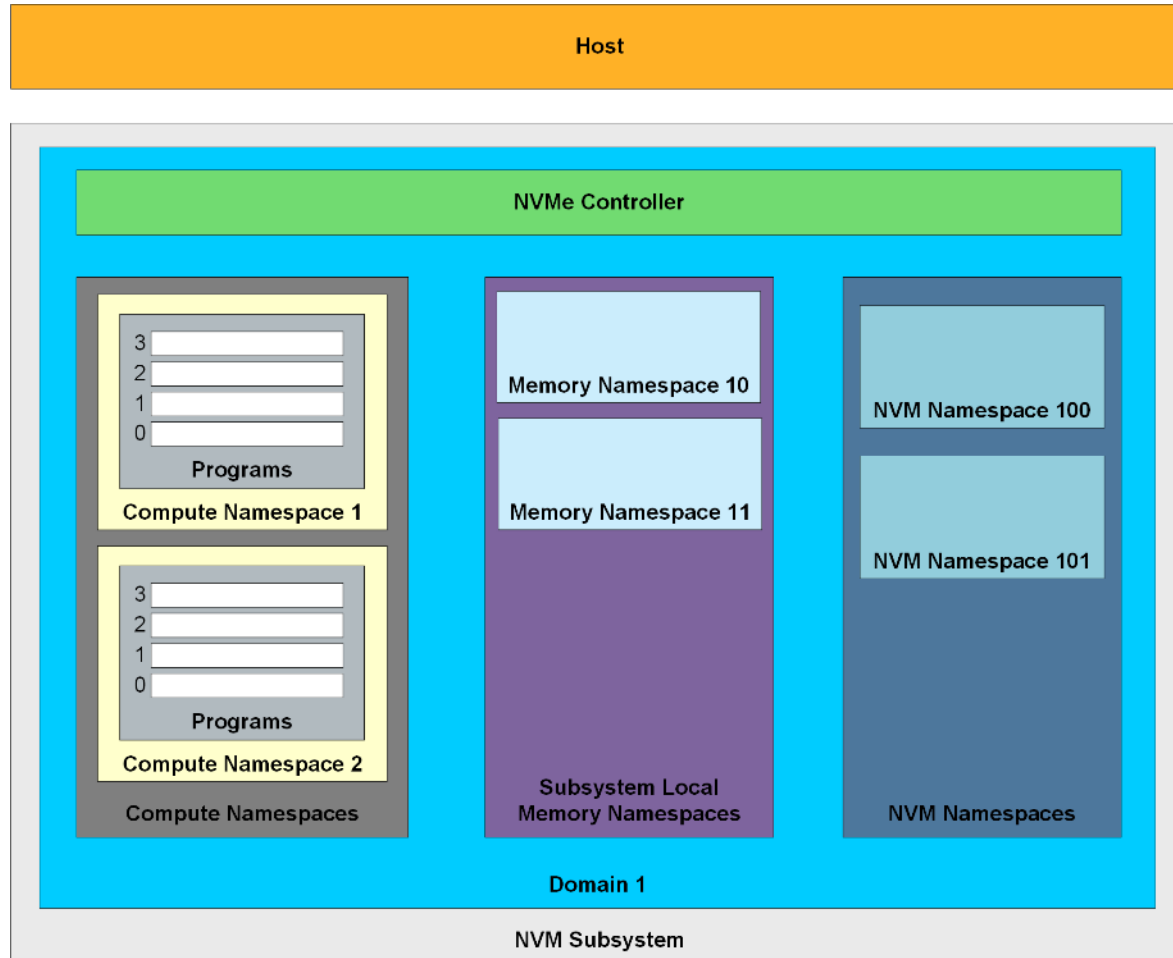 Host
NVMe Controller
3
2
1
0
Programs
Compute Namespace 1
3
2
1
0
Programs
Compute Namespace 2
Compute Namespaces
Memory Namespace 10
Memory Namespace 11
Subsystem Local
Memory Namespaces
NVM Namespace 100
NVM Namespace 101
NVM Namespaces
Domain 1
NVM Subsystem